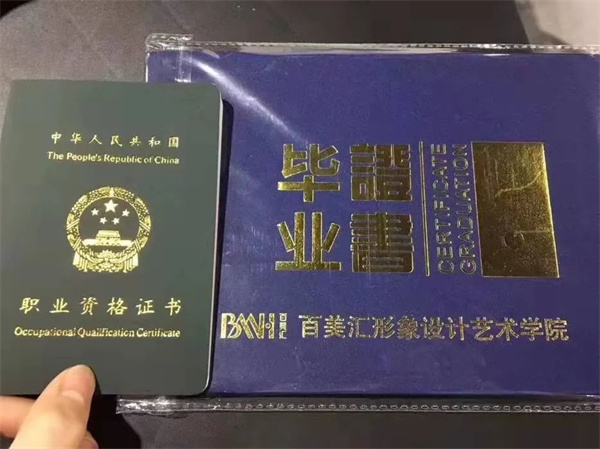 中华人民共和国
The People's Republic of China
职业资格证书
Occupational Qualification Certificate
毕业證書
CERTIFICATE
GRADUATION
百美汇形象设计艺术学院